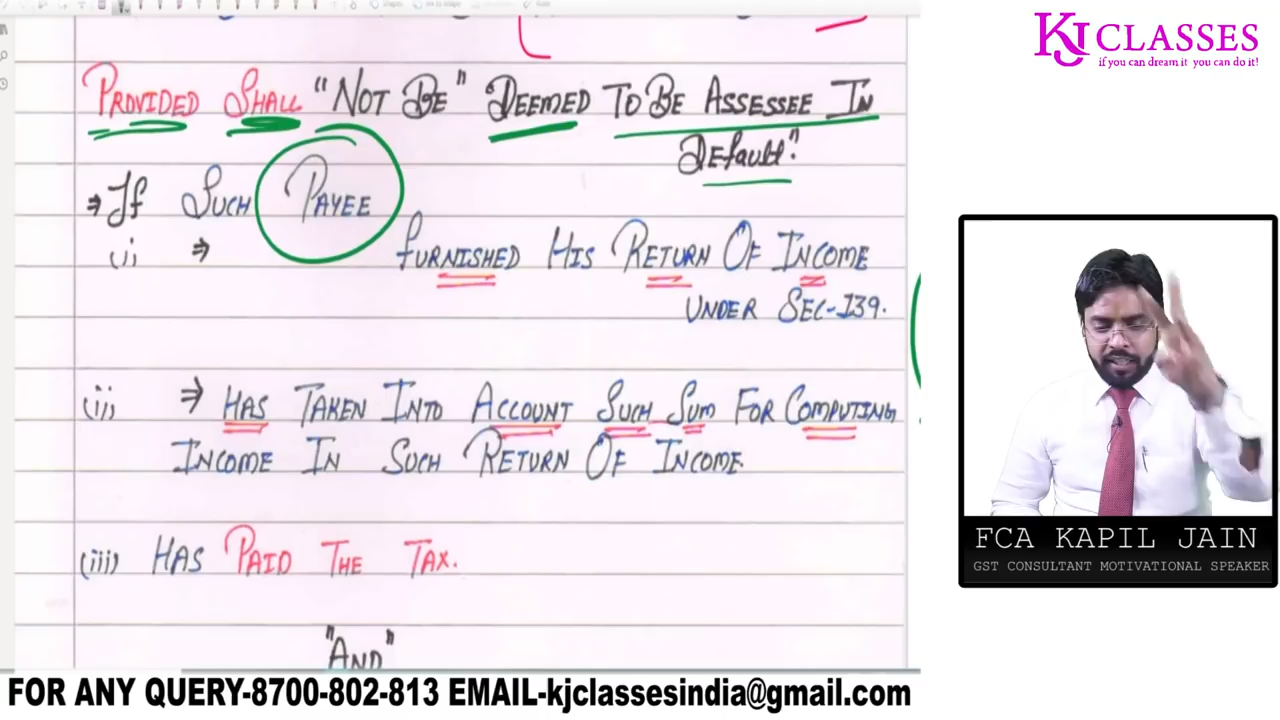 KJ CLASSES
if you can dream it you can do it!
PROVIDED SHALL "NOT BE" DEEMED TO BE ASSESSEE IN
DEFAULT."
⇒ If SUCH PAYEE
(i) ⇒ FURNISHED HIS RETURN OF INCOME
UNDER SEC-139.
(ii) ⇒ HAS TAKEN INTO ACCOUNT SUCH SUM FOR COMPUTING
INCOME IN SUCH RETURN OF INCOME.
(iii) HAS PAID THE TAX.
"AND"
FCA KAPIL JAIN
GST CONSULTANT MOTIVATIONAL SPEAKER
FOR ANY QUERY-8700-802-813 EMAIL-kjclassesindia@gmail.com